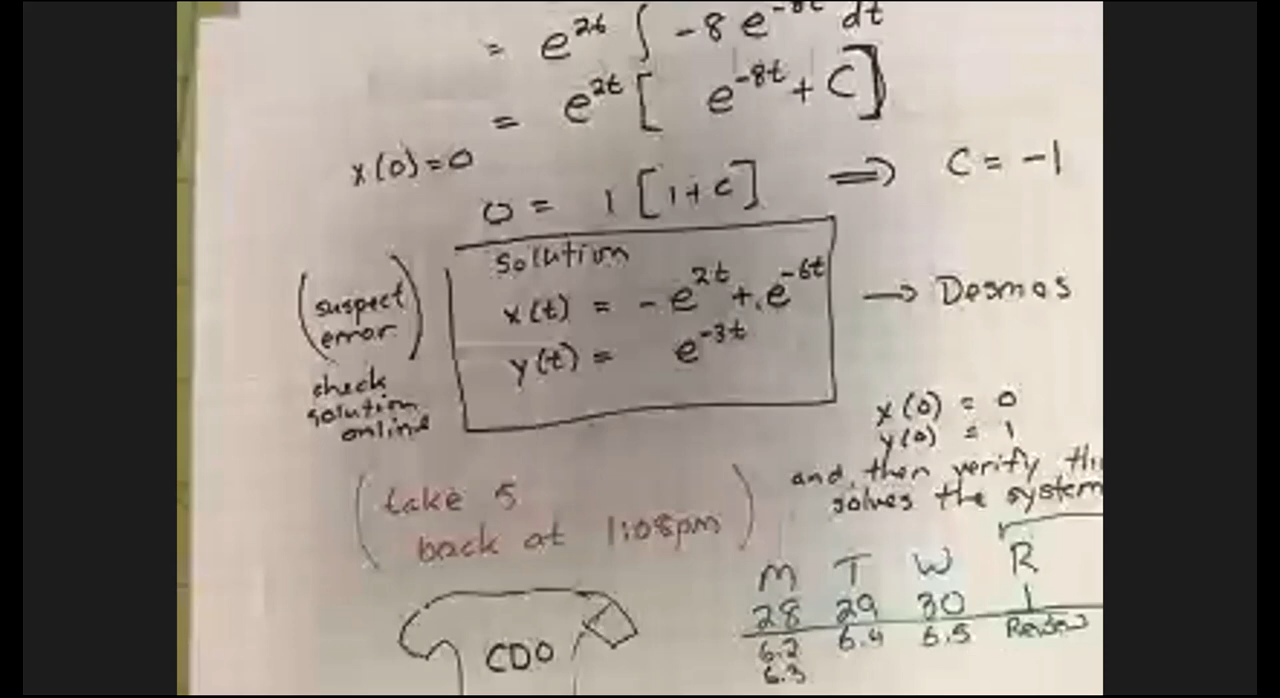 = e^{2t} ∫ -8 e^{-8t} dt
= e^{2t} [ e^{-8t} + C ]
x(0)=0
0 = 1 [1+c] ⟹ C = -1
Solution
x(t) = - e^{2t} + e^{-6t} → Desmos
y(t) = e^{-3t}
(suspect error)
check
solution
online
x(0) = 0
y(0) = 1
and then verify
solves the system
(take 5
back at 1:08pm)
M T W R
28 29 30 1
6.2 6.4 6.5 Review
6.3
CDO